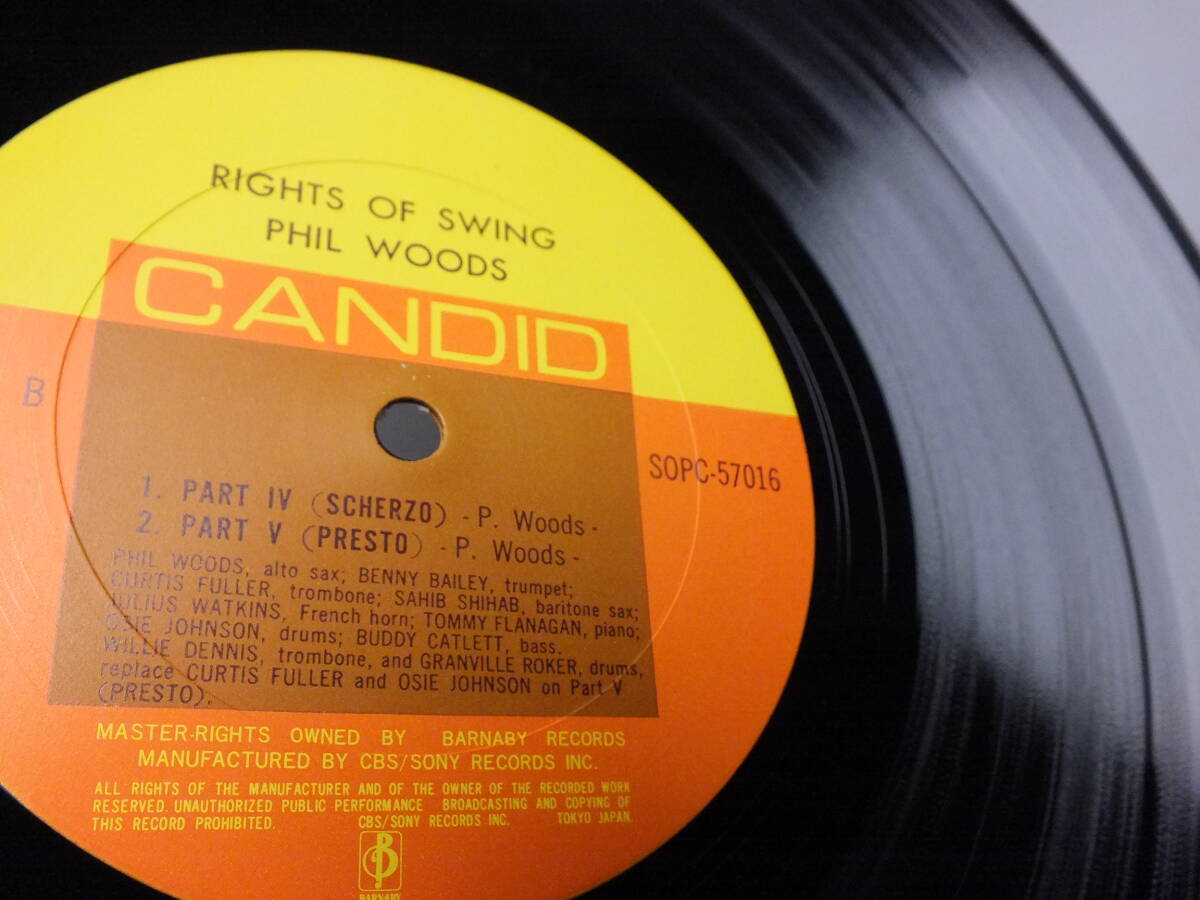 RIGHTS OF SWING
PHIL WOODS
CANDID
B
SOPC-57016
1. PART IV (SCHERZO) - P. Woods -
2. PART V (PRESTO) - P. Woods -
PHIL WOODS, alto sax; BENNY BAILEY, trumpet;
CURTIS FULLER, trombone; SAHIB SHIHAB, baritone sax;
JULIUS WATKINS, French horn; TOMMY FLANAGAN, piano;
OSIE JOHNSON, drums; BUDDY CATLETT, bass.
WILLIE DENNIS, trombone, and GRANVILLE ROKER, drums,
replace CURTIS FULLER and OSIE JOHNSON on Part V
(PRESTO).
MASTER-RIGHTS OWNED BY BARNABY RECORDS
MANUFACTURED BY CBS/SONY RECORDS INC.
ALL RIGHTS OF THE MANUFACTURER AND OF THE OWNER OF THE RECORDED WORK
RESERVED. UNAUTHORIZED PUBLIC PERFORMANCE BROADCASTING AND COPYING OF
THIS RECORD PROHIBITED. CBS/SONY RECORDS INC. TOKYO JAPAN.
B
BARNABY